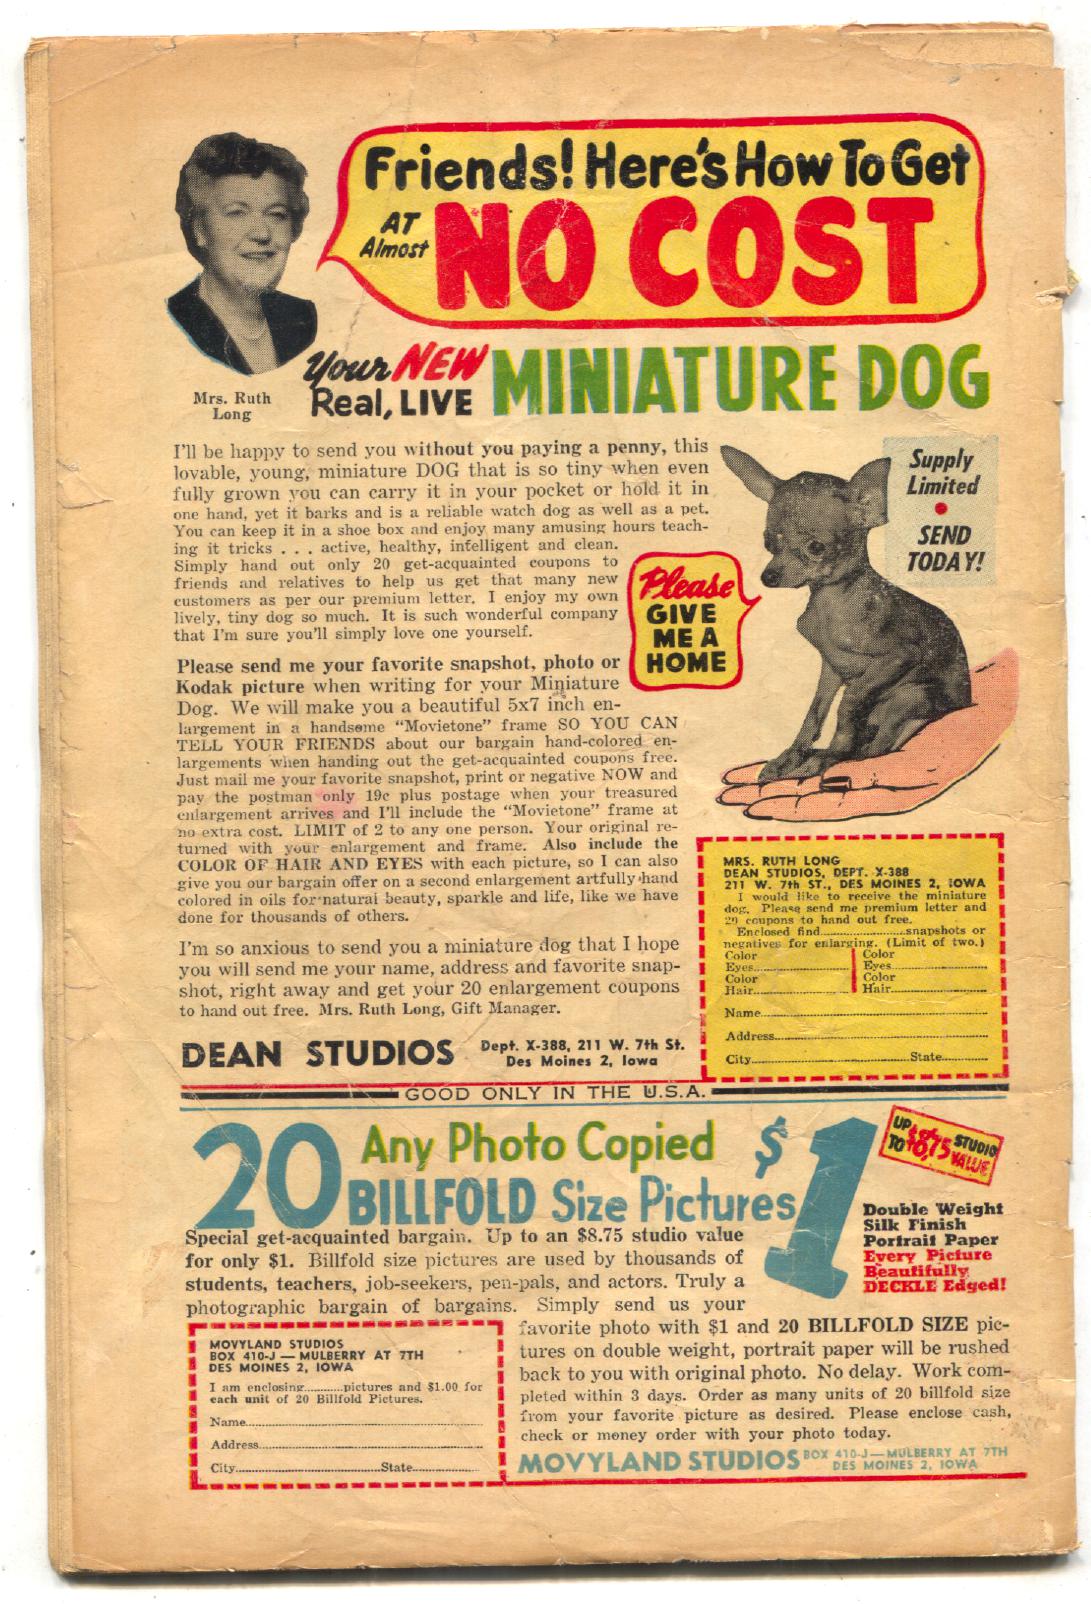 Friends! Here's How To Get
AT Almost NO COST
Your NEW Real, LIVE MINIATURE DOG
Mrs. Ruth
Long
I'll be happy to send you without you paying a penny, this
lovable, young, miniature DOG that is so tiny when even
fully grown you can carry it in your pocket or hold it in
one hand, yet it barks and is a reliable watch dog as well as a pet.
You can keep it in a shoe box and enjoy many amusing hours teach-
ing it tricks . . . active, healthy, intelligent and clean.
Simply hand out only 20 get-acquainted coupons to
friends and relatives to help us get that many new
customers as per our premium letter. I enjoy my own
lively, tiny dog so much. It is such wonderful company
that I'm sure you'll simply love one yourself.
Supply
Limited
•
SEND
TODAY!
Please
GIVE
ME A
HOME
Please send me your favorite snapshot, photo or
Kodak picture when writing for your Miniature
Dog. We will make you a beautiful 5x7 inch en-
largement in a handsome "Movietone" frame SO YOU CAN
TELL YOUR FRIENDS about our bargain hand-colored en-
largements when handing out the get-acquainted coupons free.
Just mail me your favorite snapshot, print or negative NOW and
pay the postman only 19c plus postage when your treasured
enlargement arrives and I'll include the "Movietone" frame at
no extra cost. LIMIT of 2 to any one person. Your original re-
turned with your enlargement and frame. Also include the
COLOR OF HAIR AND EYES with each picture, so I can also
give you our bargain offer on a second enlargement artfully hand
colored in oils for natural beauty, sparkle and life, like we have
done for thousands of others.
I'm so anxious to send you a miniature dog that I hope
you will send me your name, address and favorite snap-
shot, right away and get your 20 enlargement coupons
to hand out free. Mrs. Ruth Long, Gift Manager.
DEAN STUDIOS
Dept. X-388, 211 W. 7th St.
Des Moines 2, Iowa
MRS. RUTH LONG
DEAN STUDIOS, DEPT. X-388
211 W. 7th ST., DES MOINES 2, IOWA
I would like to receive the miniature
dog. Please send me premium letter and
20 coupons to hand out free.
Enclosed find....................snapshots or
negatives for enlarging. (Limit of two.)
Color Color
Eyes.................... Eyes....................
Color Color
Hair.................... Hair....................
Name....................
Address....................
City....................State............
GOOD ONLY IN THE U.S.A.
20 Any Photo Copied $1
BILLFOLD Size Pictures
UP TO $8.75 STUDIO VALUE
Special get-acquainted bargain. Up to an $8.75 studio value
for only $1. Billfold size pictures are used by thousands of
students, teachers, job-seekers, pen-pals, and actors. Truly a
photographic bargain of bargains. Simply send us your
favorite photo with $1 and 20 BILLFOLD SIZE pic-
tures on double weight, portrait paper will be rushed
back to you with original photo. No delay. Work com-
pleted within 3 days. Order as many units of 20 billfold size
from your favorite picture as desired. Please enclose cash,
check or money order with your photo today.
Double Weight
Silk Finish
Portrait Paper
Every Picture
Beautifully
DECKLE Edged!
MOVYLAND STUDIOS
BOX 410-J — MULBERRY AT 7TH
DES MOINES 2, IOWA
I am enclosing...........pictures and $1.00 for
each unit of 20 Billfold Pictures.
Name....................
Address....................
City....................State....................
MOVYLAND STUDIOS
BOX 410-J — MULBERRY AT 7TH
DES MOINES 2, IOWA